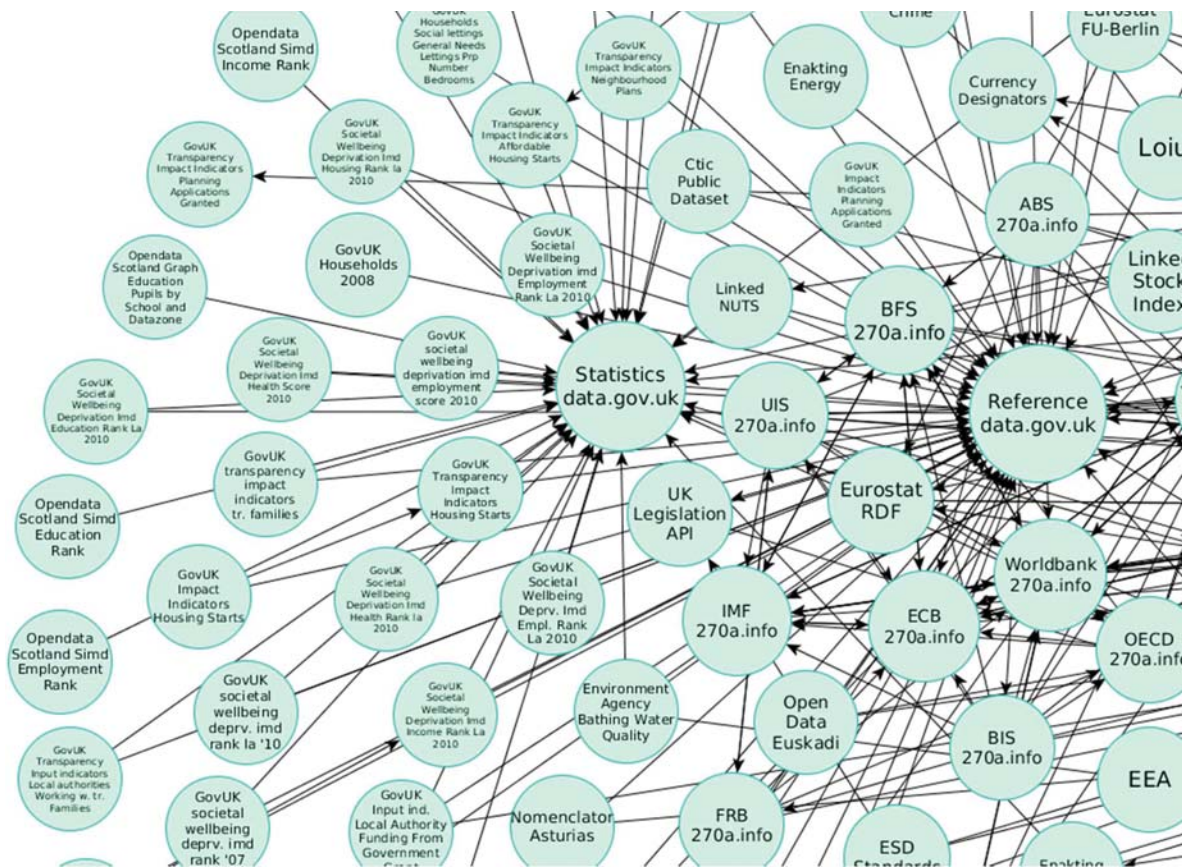 Opendata
Scotland Simd
Income Rank
GovUK
Households
Social lettings
General Needs
Lettings Prp
Number
Bedrooms
GovUK
Transparency
Impact Indicators
Neighbourhood
Plans
Enakting
Energy
Currency
Designators
Eurostat
FU-Berlin
GovUK
Transparency
Impact Indicators
Planning
Applications
Granted
GovUK
Societal
Wellbeing
Deprivation Imd
Housing Rank la
2010
GovUK
Transparency
Impact Indicators
Affordable
Housing Starts
Ctic
Public
Dataset
GovUK
Impact
Indicators
Planning
Applications
Granted
ABS
270a.info
Opendata
Scotland Graph
Education
Pupils by
School and
Datazone
GovUK
Households
2008
GovUK
Societal
Wellbeing
Deprivation imd
Employment
Rank La 2010
Linked
NUTS
BFS
270a.info
Stock
GovUK
Societal
Wellbeing
Deprivation Imd
Education Rank La
2010
GovUK
Societal
Wellbeing
Deprivation Imd
Health Score
2010
GovUK
societal
wellbeing
deprivation imd
employment
score 2010
Statistics
data.gov.uk
UIS
270a.info
Reference
data.gov.uk
Opendata
Scotland Simd
Education
Rank
GovUK
transparency
impact
indicators
tr. families
GovUK
Transparency
Impact
Indicators
Housing Starts
UK
Legislation
API
Eurostat
RDF
GovUK
Impact
Indicators
Housing Starts
GovUK
Societal
Wellbeing
Deprivation Imd
Health Rank la
2010
GovUK
Societal
Wellbeing
Deprv. Imd
Empl. Rank
La 2010
IMF
270a.info
ECB
270a.info
Worldbank
270a.info
OECD
270a.info
Opendata
Scotland Simd
Employment
Rank
GovUK
societal
wellbeing
deprv. imd
rank la '10
GovUK
Societal
Wellbeing
Deprivation Imd
Income Rank La
2010
Environment
Agency
Bathing Water
Quality
Open
Data
Euskadi
BIS
270a.info
EEA
GovUK
Transparency
Input indicators
Local authorities
Working w. tr.
Families
GovUK
societal
wellbeing
deprv. imd
rank '07
GovUK
Input ind.
Local Authority
Funding From
Government
Nomenclator
Asturias
FRB
270a.info
ESD
Standards
Enakting